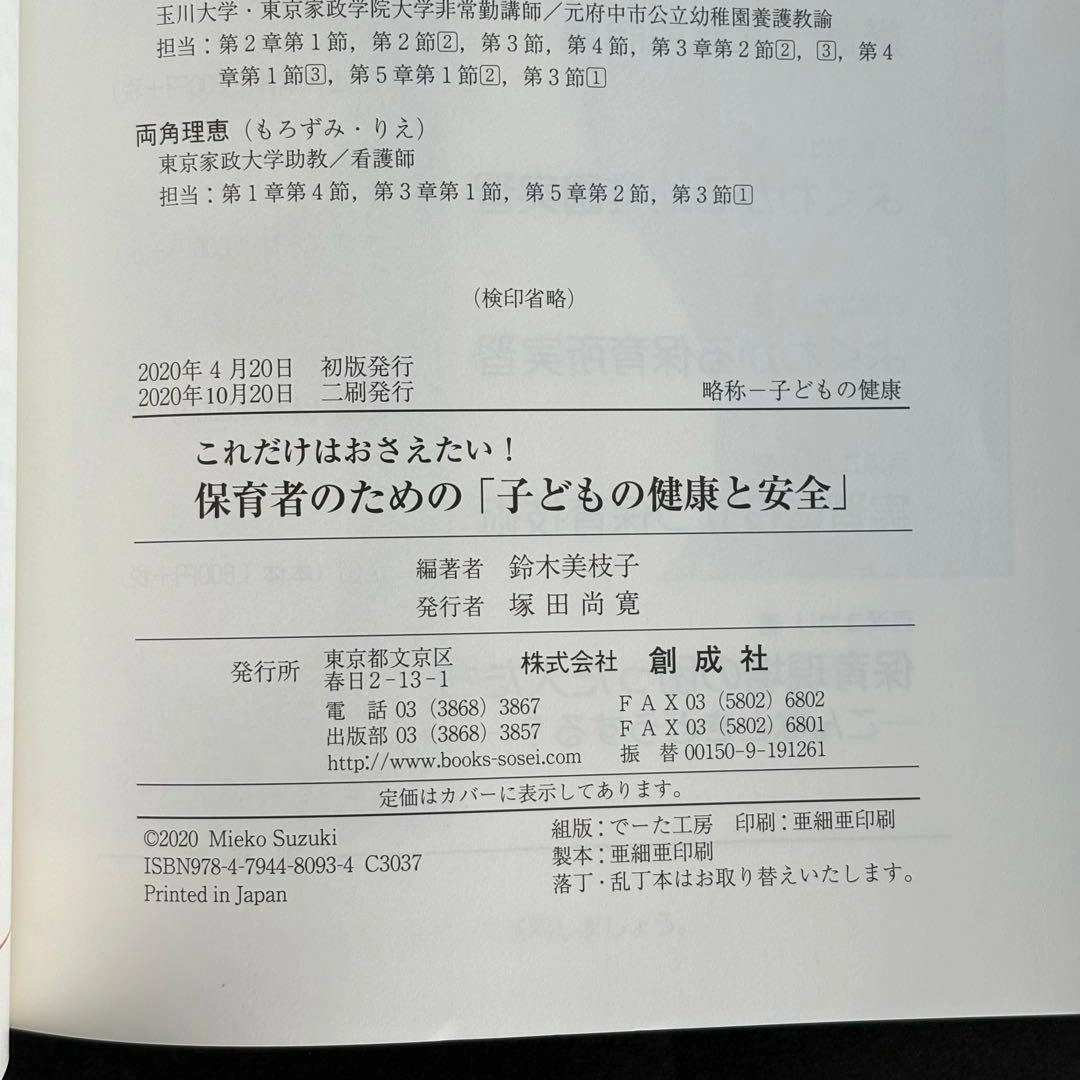 玉川大学・東京家政学院大学非常勤講師／元府中市公立幼稚園養護教諭
担当：第２章第１節，第２節②，第３節，第４節，第３章第２節②，③，第４
章第１節③，第５章第１節②，第３節①
両角理恵（もろずみ・りえ）
東京家政大学助教／看護師
担当：第１章第４節，第３章第１節，第５章第２節，第３節①
（検印省略）
2020年４月20日　初版発行
2020年10月20日　二刷発行
略称－子どもの健康
これだけはおさえたい！
保育者のための「子どもの健康と安全」
編著者　鈴木美枝子
発行者　塚田尚寛
発行所　東京都文京区　株式会社　創成社
春日２－13－１
電　話 03（3868）3867　ＦＡＸ 03（5802）6802
出版部 03（3868）3857　ＦＡＸ 03（5802）6801
http://www.books-sosei.com　振　替 00150-9-191261
定価はカバーに表示してあります。
©2020 Mieko Suzuki
ISBN978-4-7944-8093-4 C3037
Printed in Japan
組版：でーた工房　印刷：亜細亜印刷
製本：亜細亜印刷
落丁・乱丁本はお取り替えいたします。